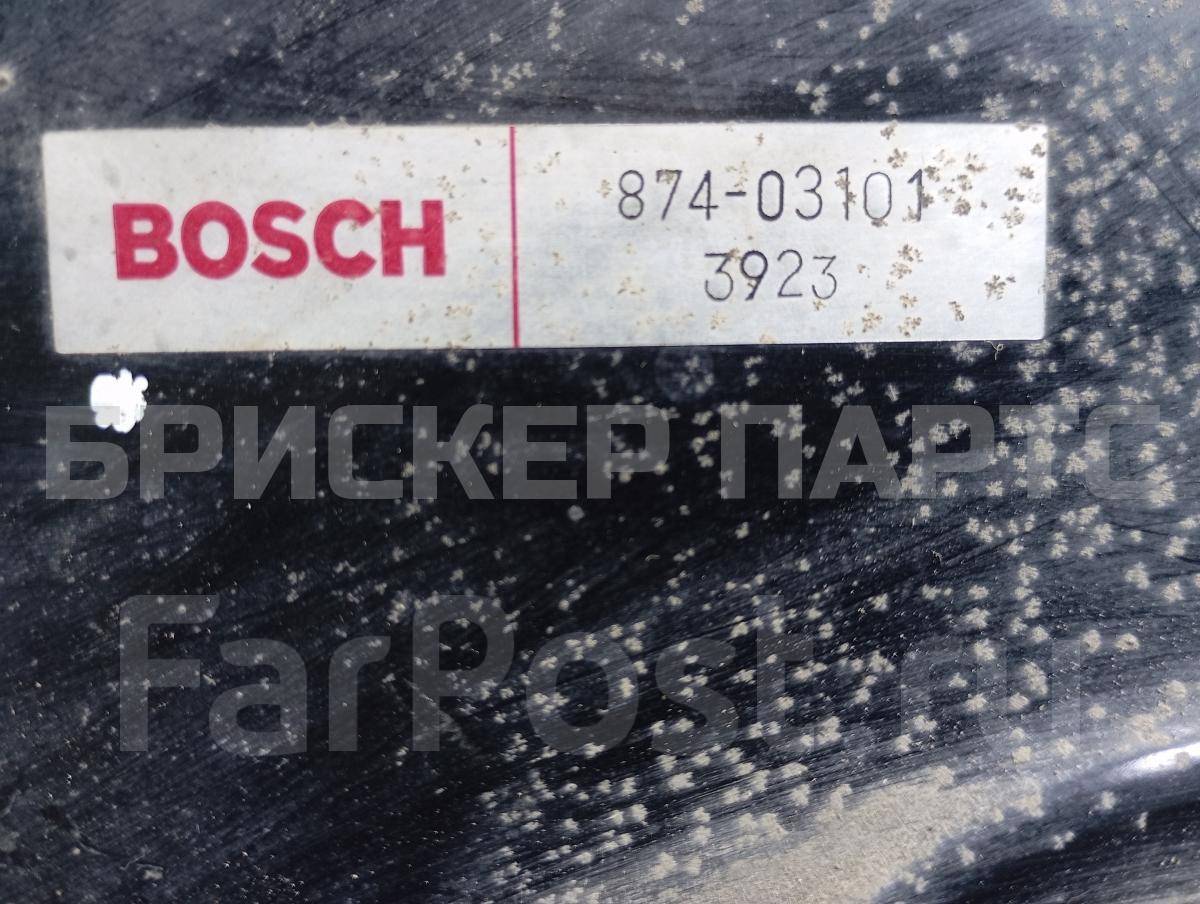 BOSCH
874-03101
3923
БРИСКЕР ПАРТС
FarPost.ru